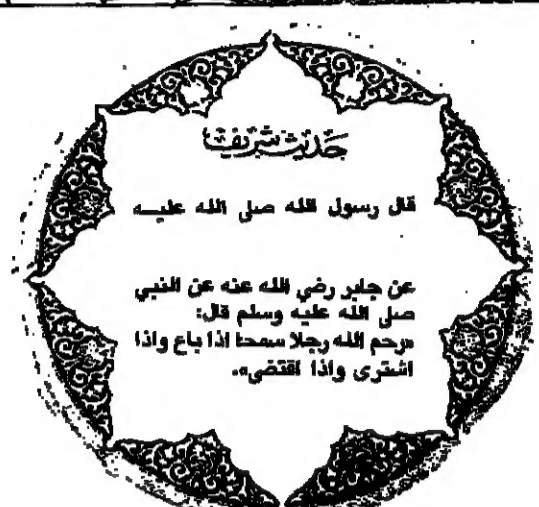 حديث شريف
قال رسول الله صلى الله عليه
عن جابر رضي الله عنه عن النبي
صلى الله عليه وسلم قال:
«رحم الله رجلا سمحا اذا باع واذا
اشترى واذا اقتضى».